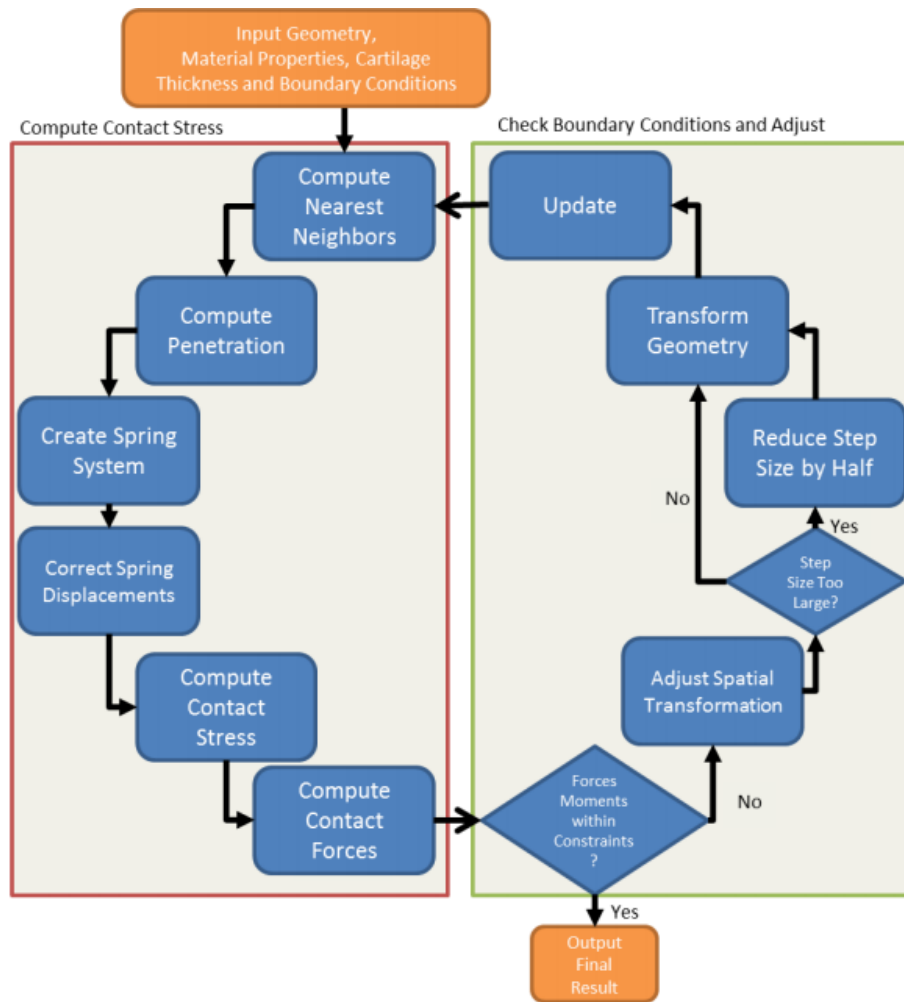 Input Geometry,
Material Properties, Cartilage
Thickness and Boundary Conditions
Compute Contact Stress
Compute
Nearest
Neighbors
Compute
Penetration
Create Spring
System
Correct Spring
Displacements
Compute
Contact
Stress
Compute
Contact
Forces
Check Boundary Conditions and Adjust
Update
Transform
Geometry
Reduce Step
Size by Half
No
Yes
Step
Size Too
Large?
Adjust Spatial
Transformation
Forces
Moments
within
Constraints
?
No
Yes
Output
Final
Result